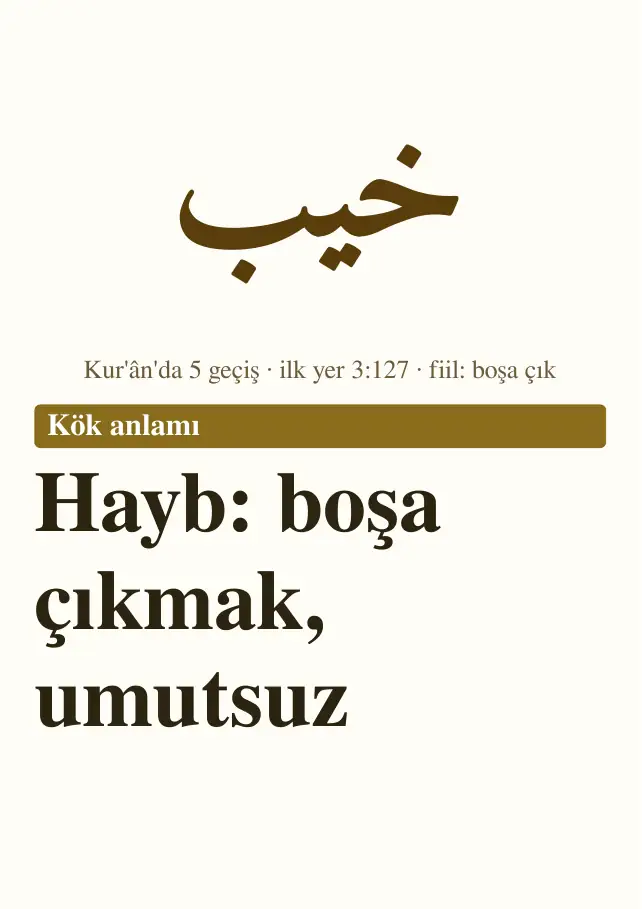 خيب
Kur'ân'da 5 geçiş · ilk yer 3:127 · fiil: boşa çık
Kök anlamı
Hayb: boşa
çıkmak,
umutsuz